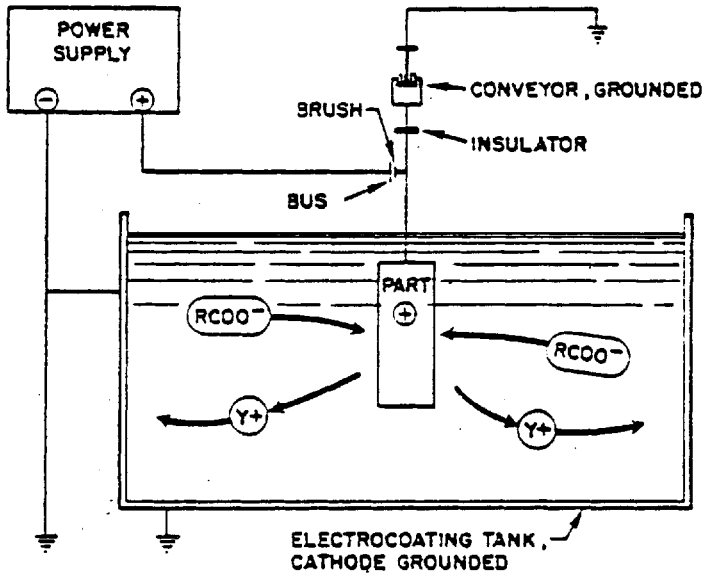 POWER
SUPPLY
−
+
CONVEYOR, GROUNDED
BRUSH
INSULATOR
BUS
PART
+
RCOO⁻
RCOO⁻
Y+
Y+
ELECTROCOATING TANK,
CATHODE GROUNDED